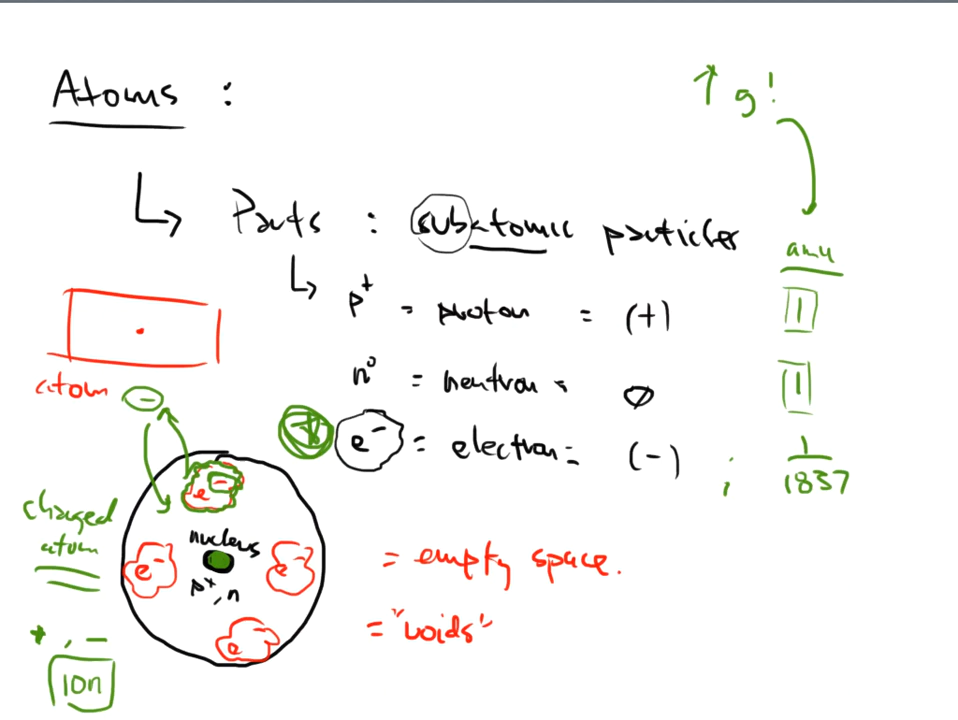 Atoms :
↑ g!
↳ Parts : subatomic particles
amu
↳ p⁺ = proton = (+) 1
n⁰ = neutron = 0 1
e⁻ = electron = (-) ; 1/1837
atom
-
e⁻
charged atom
nucleus
e⁻ e⁻
p⁺, n
= empty space.
= "voids"
e
+, -
ion